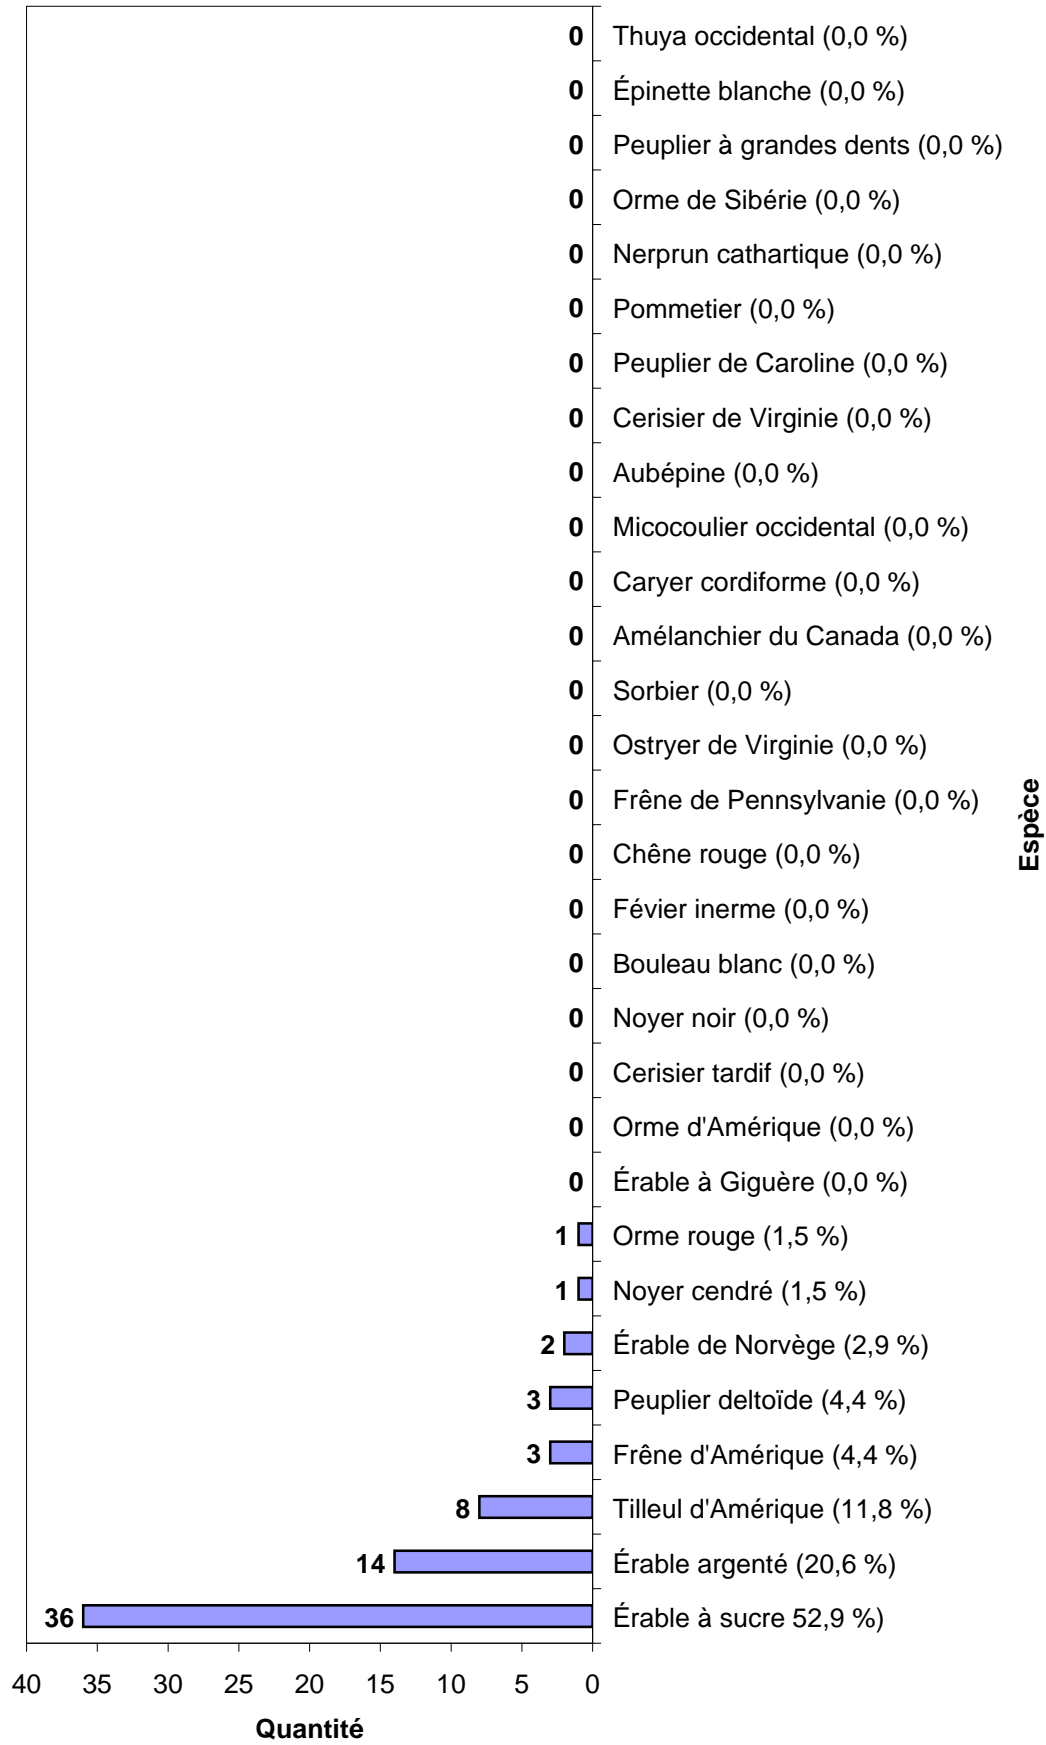 0 Thuya occidental (0,0 %)
0 Épinette blanche (0,0 %)
0 Peuplier à grandes dents (0,0 %)
0 Orme de Sibérie (0,0 %)
0 Nerprun cathartique (0,0 %)
0 Pommetier (0,0 %)
0 Peuplier de Caroline (0,0 %)
0 Cerisier de Virginie (0,0 %)
0 Aubépine (0,0 %)
0 Micocoulier occidental (0,0 %)
0 Caryer cordiforme (0,0 %)
0 Amélanchier du Canada (0,0 %)
0 Sorbier (0,0 %)
0 Ostryer de Virginie (0,0 %)
0 Frêne de Pennsylvanie (0,0 %)
0 Chêne rouge (0,0 %)
0 Févier inerme (0,0 %)
0 Bouleau blanc (0,0 %)
0 Noyer noir (0,0 %)
0 Cerisier tardif (0,0 %)
0 Orme d'Amérique (0,0 %)
0 Érable à Giguère (0,0 %)
1 Orme rouge (1,5 %)
1 Noyer cendré (1,5 %)
2 Érable de Norvège (2,9 %)
3 Peuplier deltoïde (4,4 %)
3 Frêne d'Amérique (4,4 %)
8 Tilleul d'Amérique (11,8 %)
14 Érable argenté (20,6 %)
36 Érable à sucre 52,9 %)
40 35 30 25 20 15 10 5 0
Quantité
Espèce